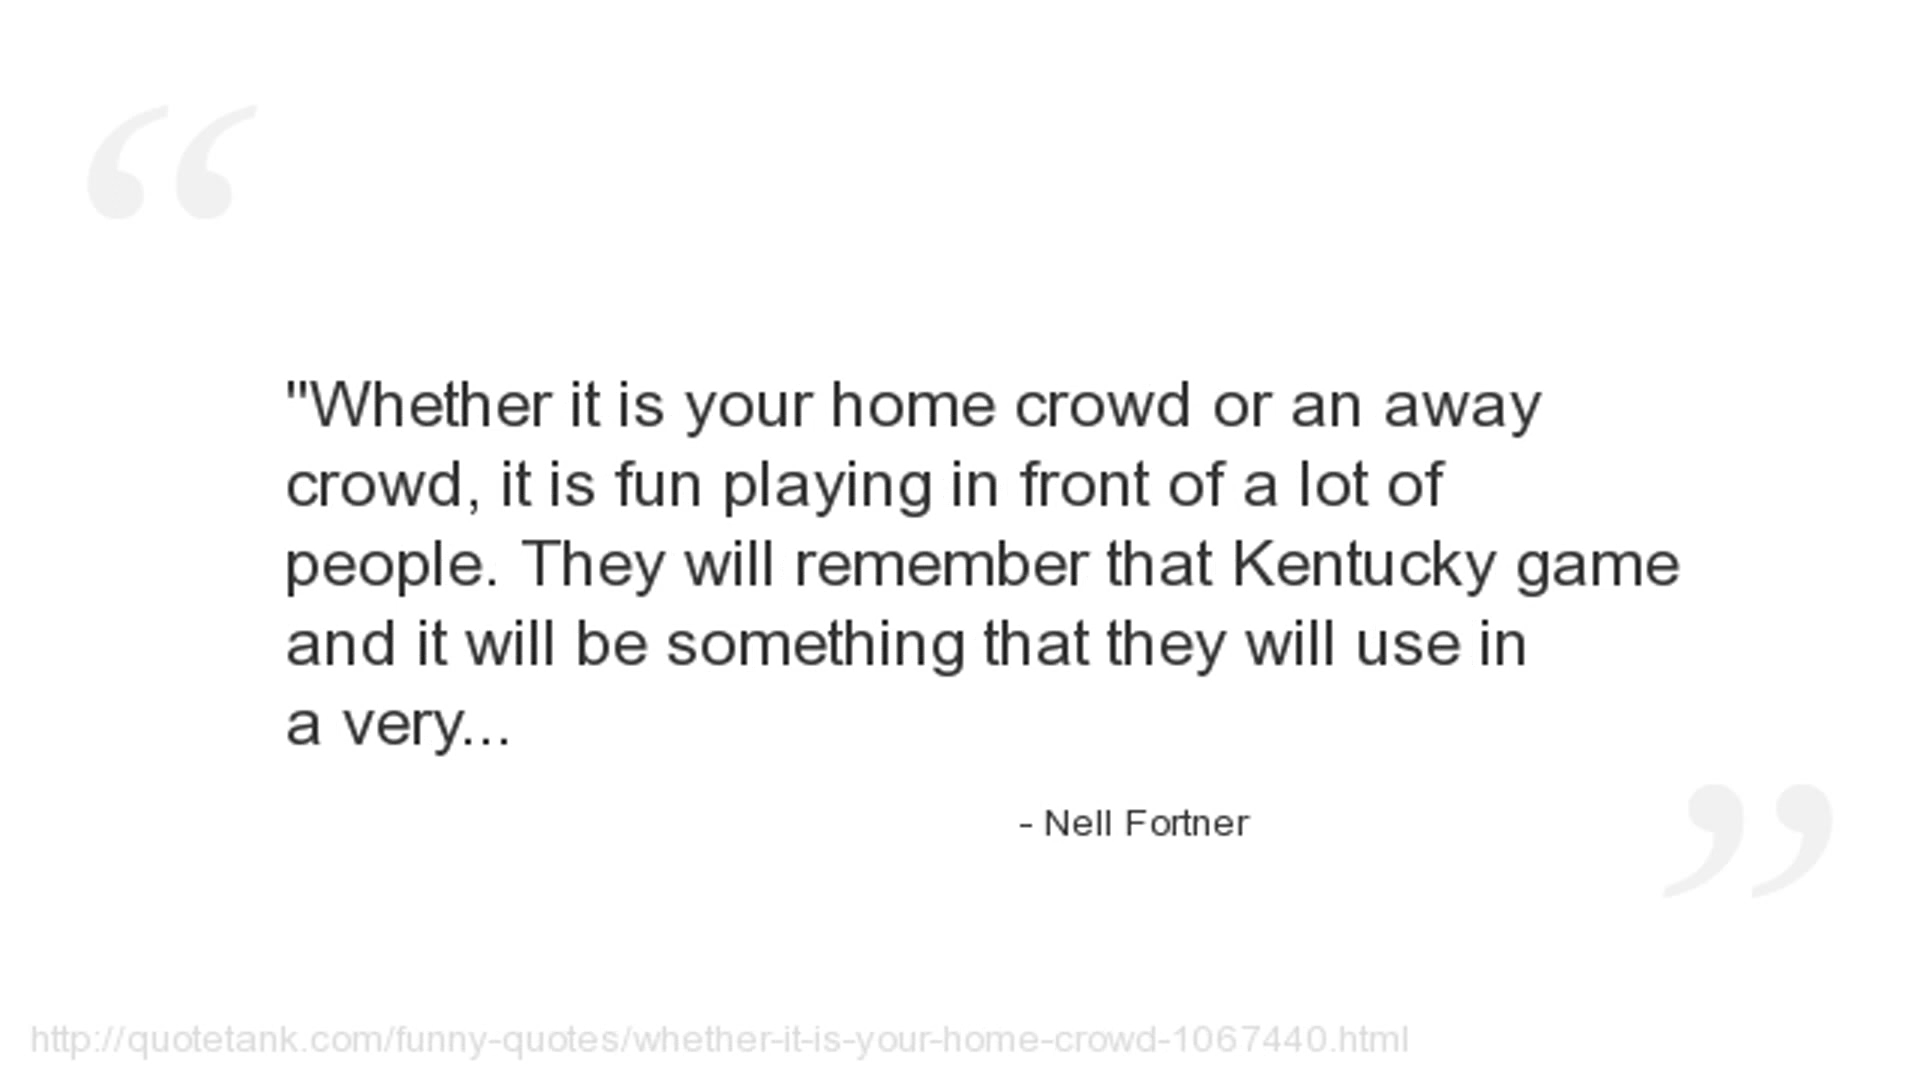 "Whether it is your home crowd or an away
crowd, it is fun playing in front of a lot of
people. They will remember that Kentucky game
and it will be something that they will use in
a very...
- Nell Fortner
http://quotetank.com/funny-quotes/whether-it-is-your-home-crowd-1067440.html